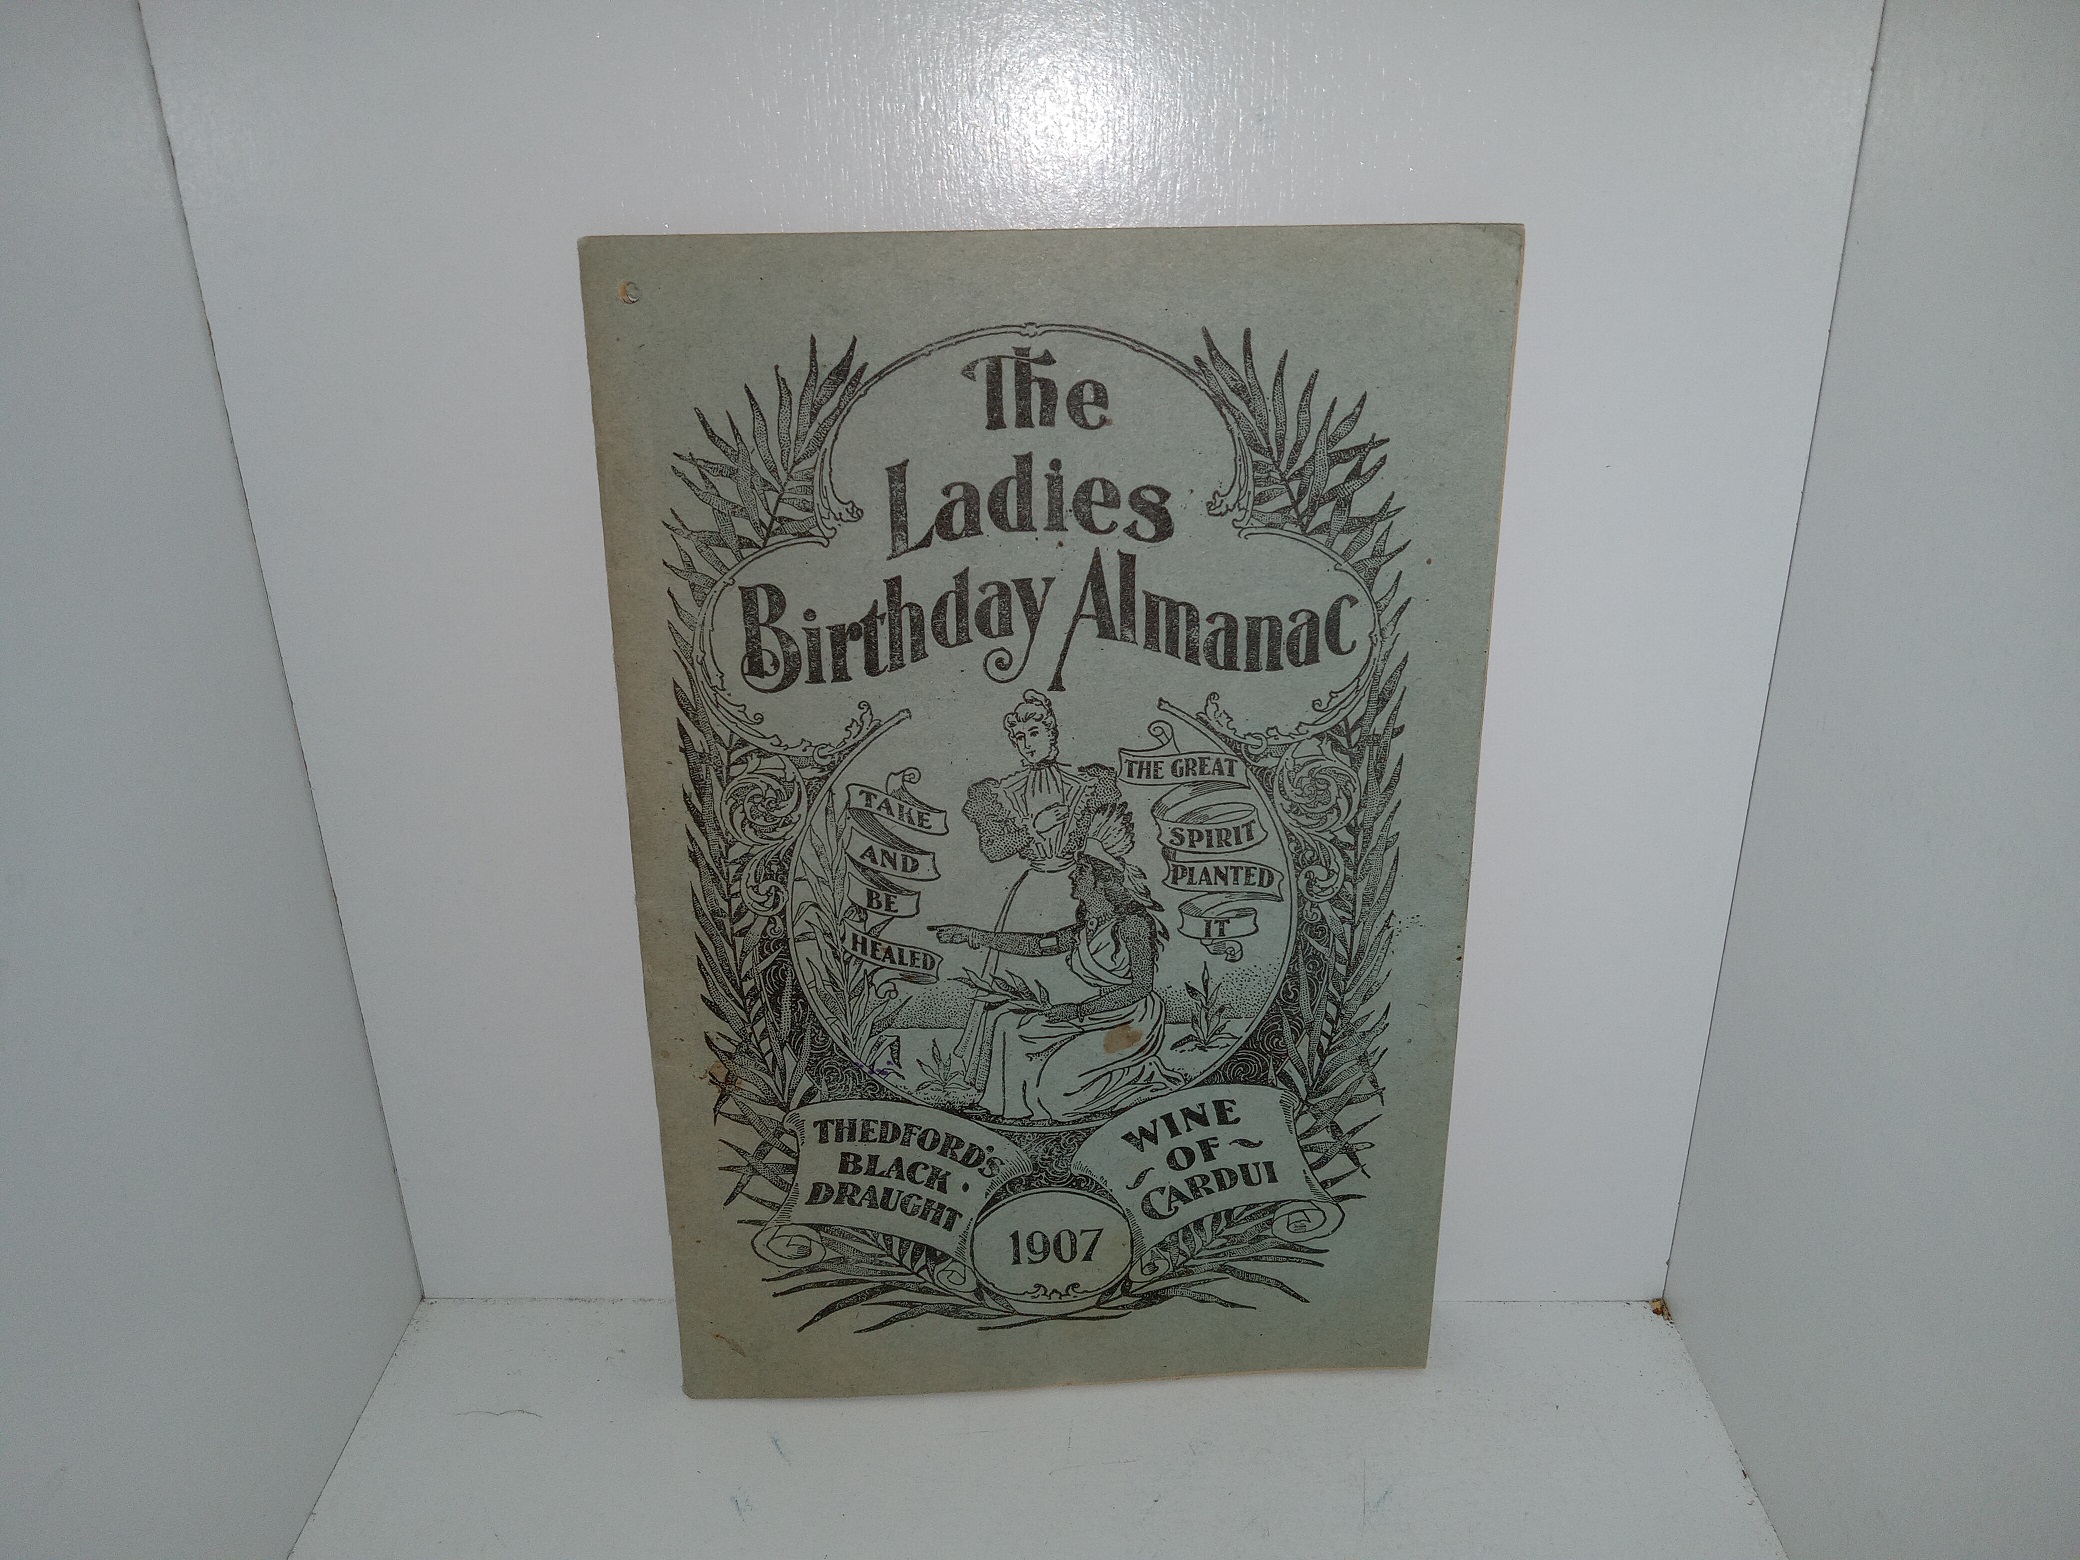 The
Ladies
Birthday Almanac
TAKE
AND
BE
HEALED
THE GREAT
SPIRIT
PLANTED
IT
THEDFORD'S
BLACK
DRAUGHT
WINE
OF
CARDUI
1907